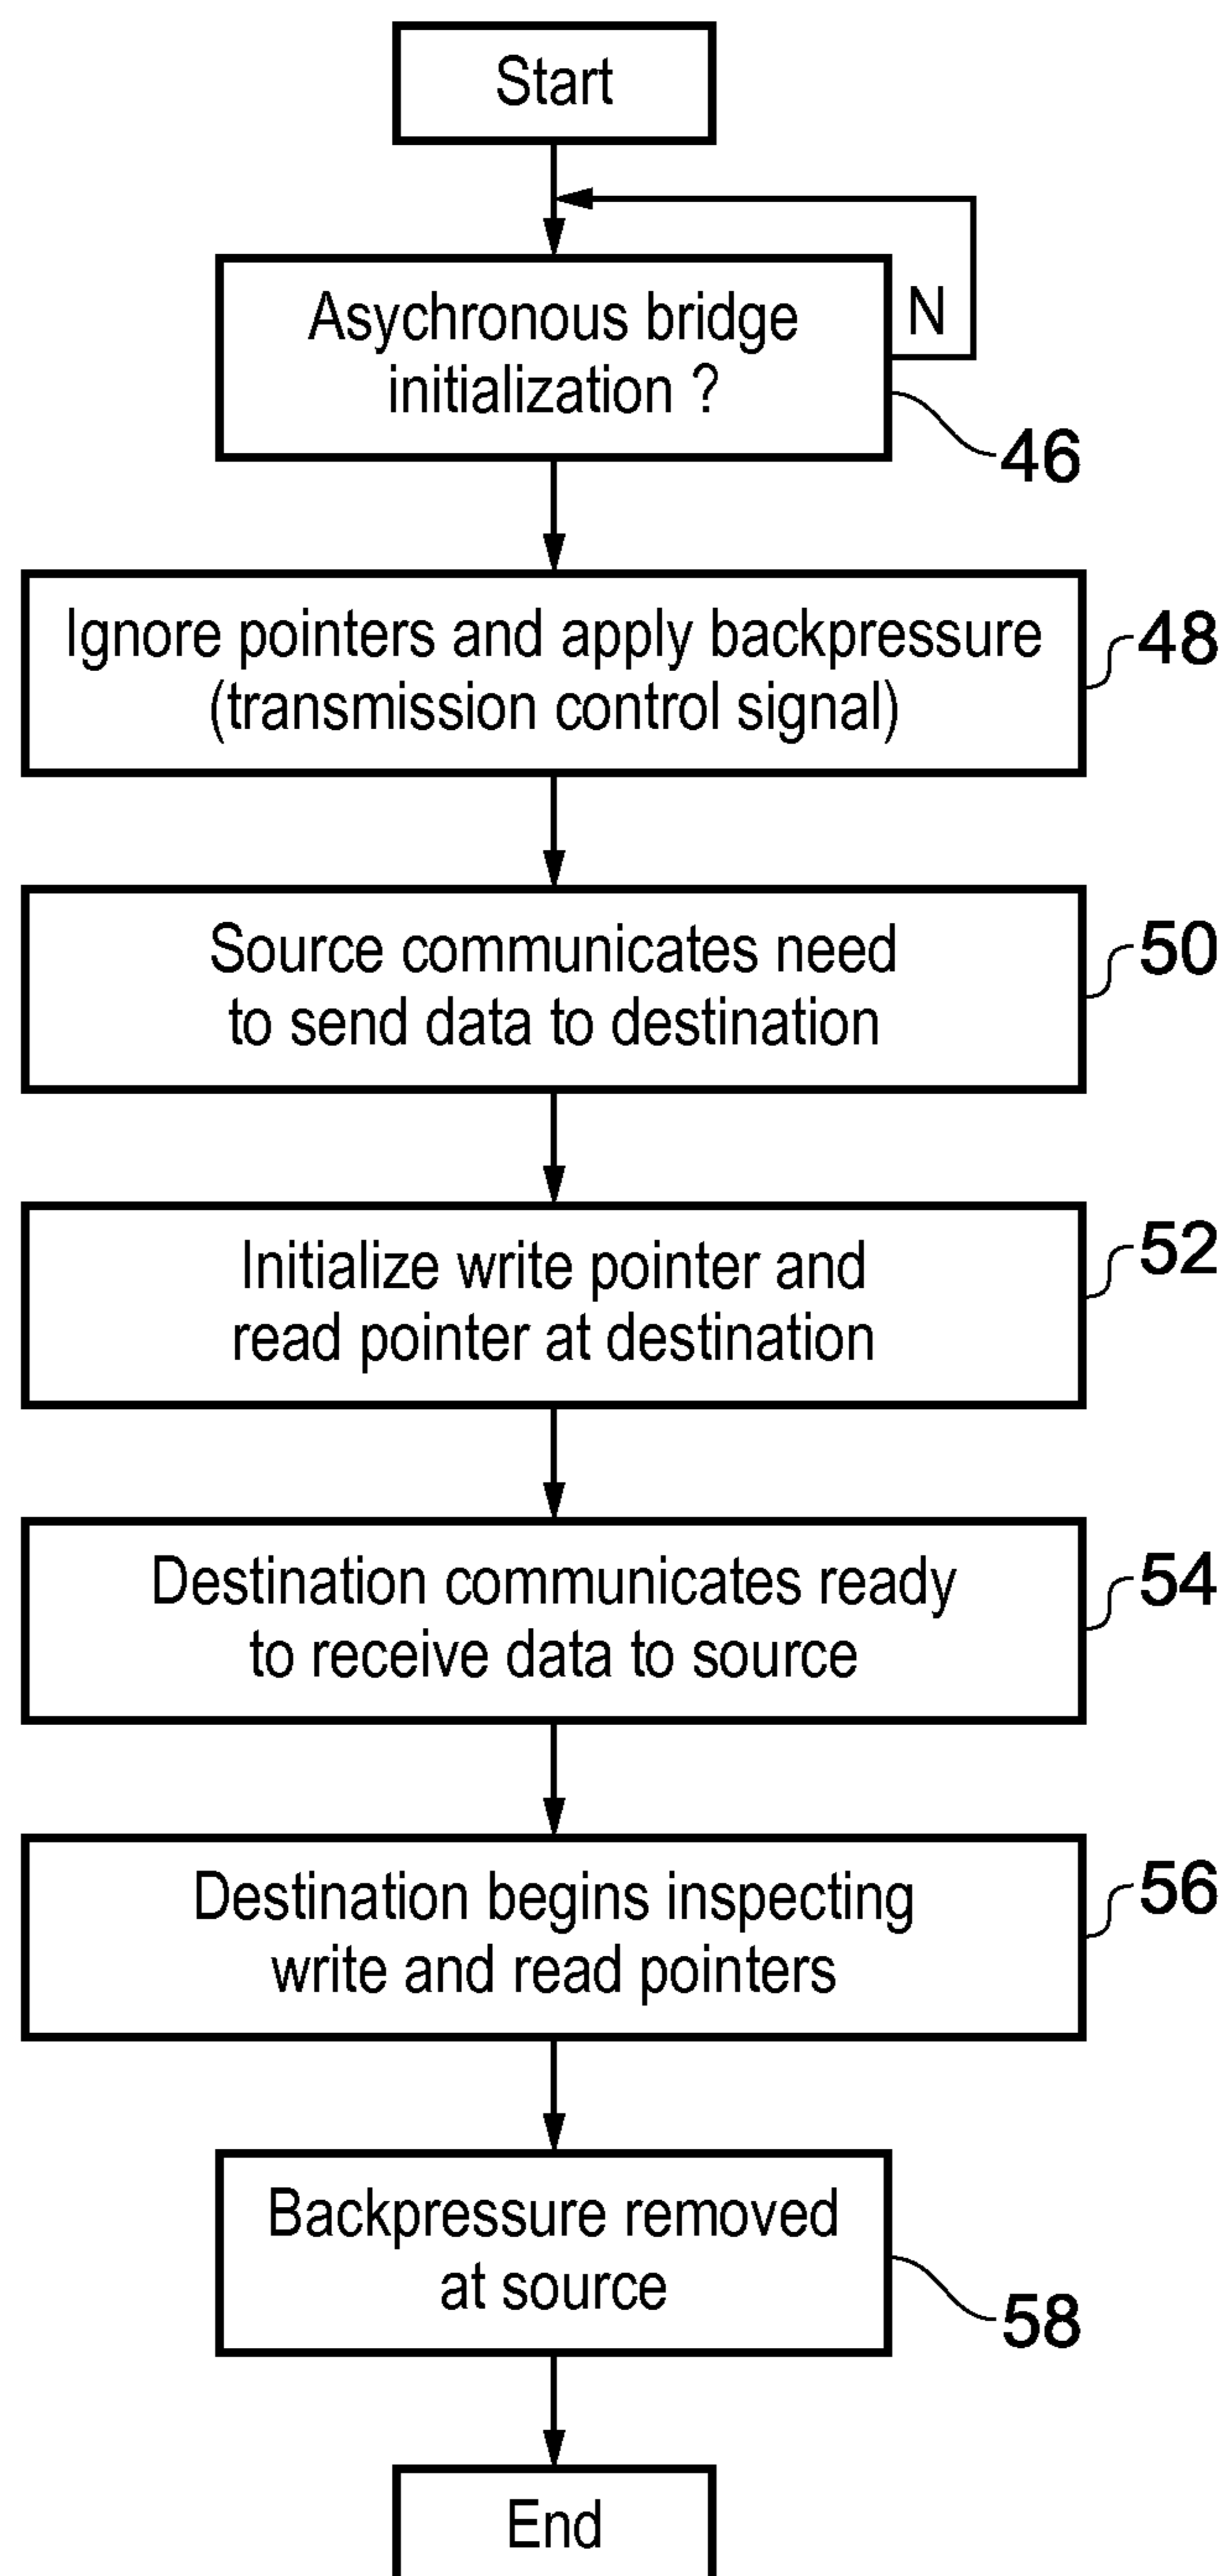 Start
Asychronous bridge
initialization ?
N
46
Ignore pointers and apply backpressure
(transmission control signal)
48
Source communicates need
to send data to destination
50
Initialize write pointer and
read pointer at destination
52
Destination communicates ready
to receive data to source
54
Destination begins inspecting
write and read pointers
56
Backpressure removed
at source
58
End